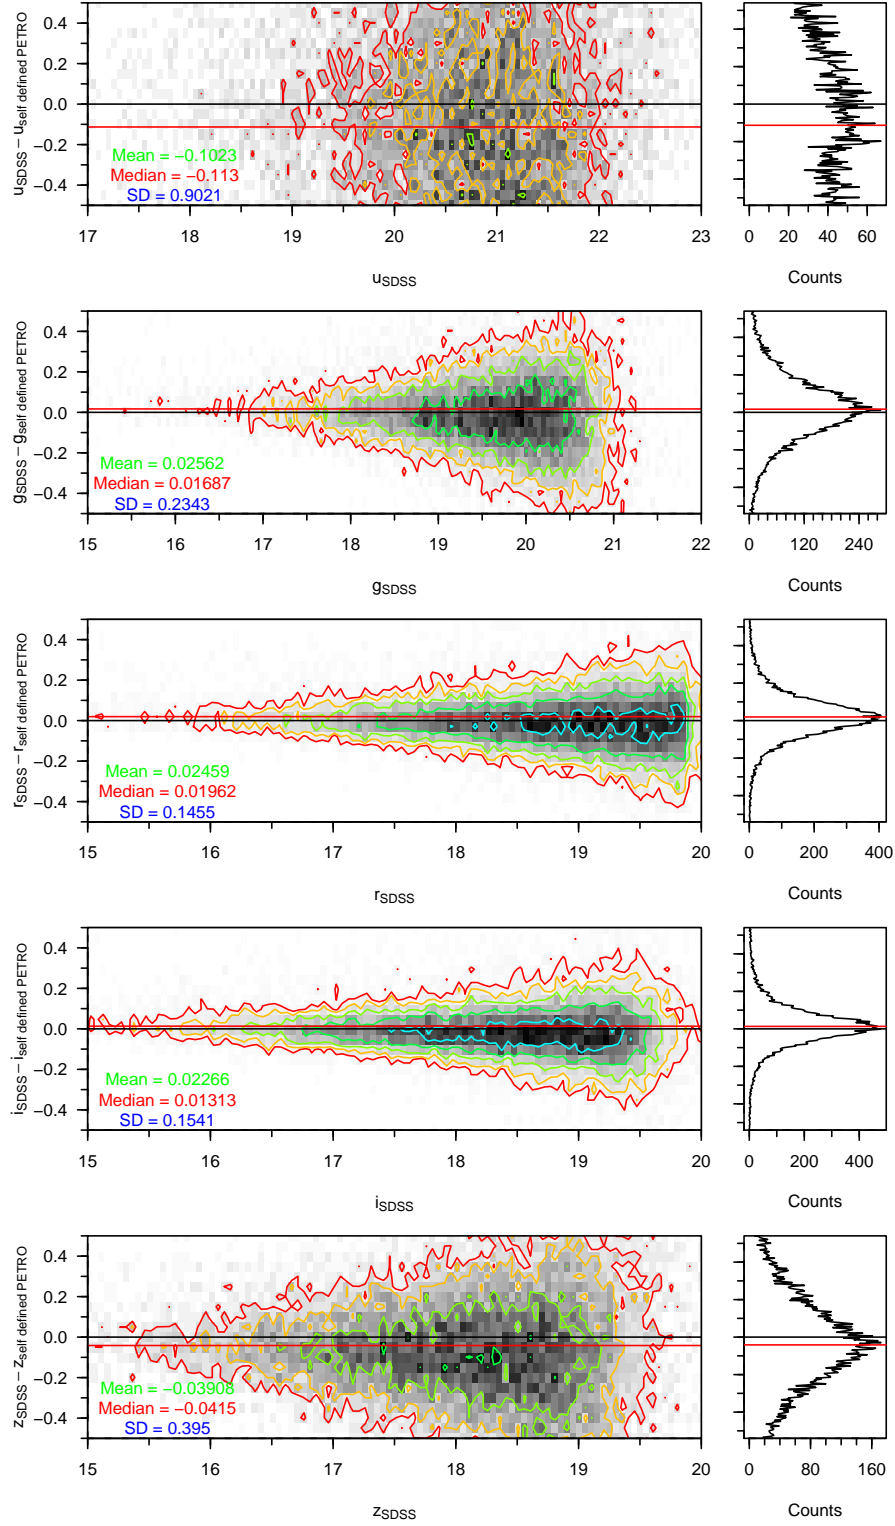 uSDSS − uself defined PETRO
0.4
0.2
0.0
−0.2
−0.4
Mean = −0.1023
Median = −0.113
SD = 0.9021
17 18 19 20 21 22 23
uSDSS
0 20 40 60
Counts
gSDSS − gself defined PETRO
0.4
0.2
0.0
−0.2
−0.4
Mean = 0.02562
Median = 0.01687
SD = 0.2343
15 16 17 18 19 20 21 22
gSDSS
0 120 240
Counts
rSDSS − rself defined PETRO
0.4
0.2
0.0
−0.2
−0.4
Mean = 0.02459
Median = 0.01962
SD = 0.1455
15 16 17 18 19 20
rSDSS
0 200 400
Counts
iSDSS − iself defined PETRO
0.4
0.2
0.0
−0.2
−0.4
Mean = 0.02266
Median = 0.01313
SD = 0.1541
15 16 17 18 19 20
iSDSS
0 200 400
Counts
zSDSS − zself defined PETRO
0.4
0.2
0.0
−0.2
−0.4
Mean = −0.03908
Median = −0.0415
SD = 0.395
15 16 17 18 19 20
zSDSS
0 80 160
Counts